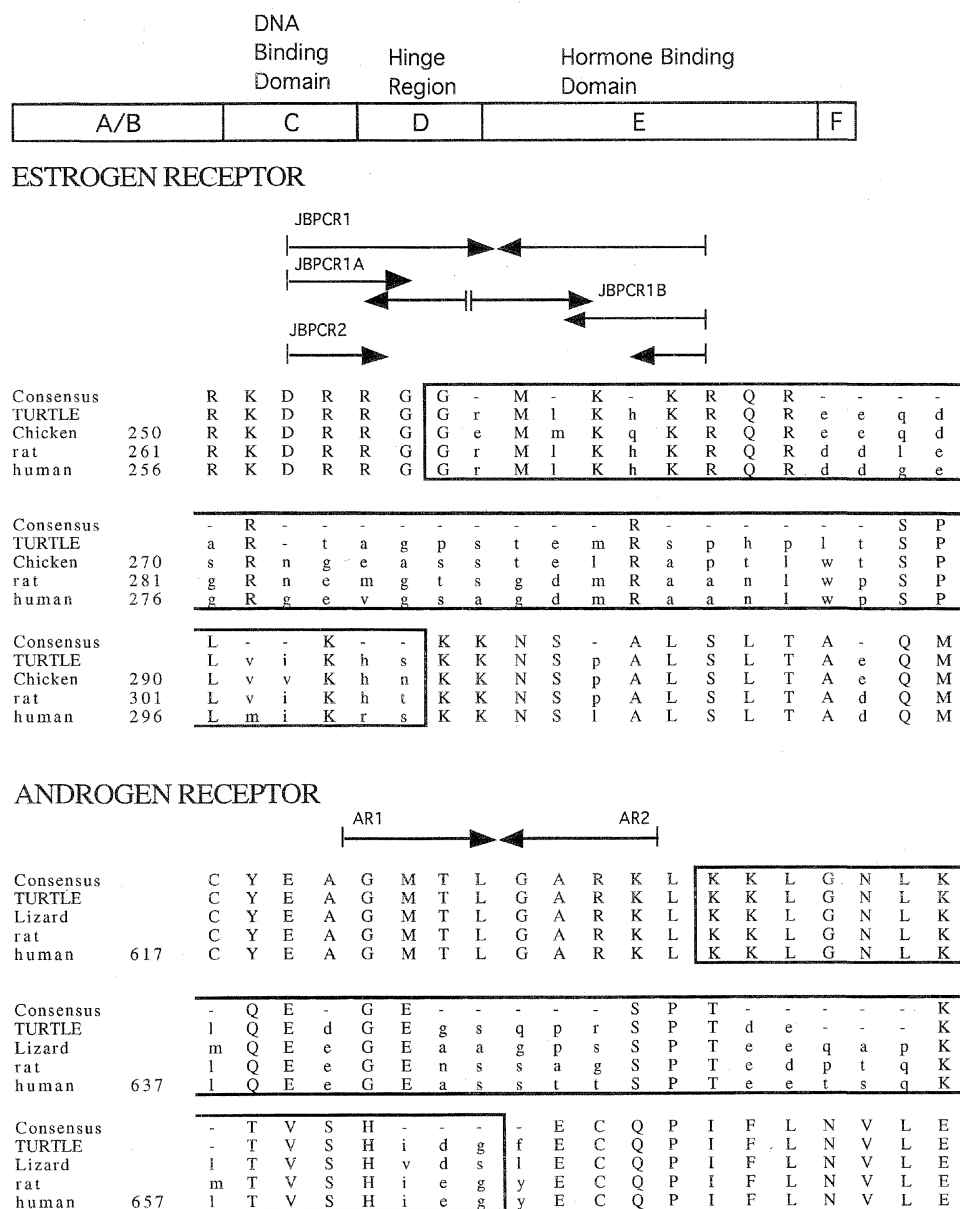 DNA
Binding
Domain
Hinge
Region
Hormone Binding
Domain
A/B C D E F
ESTROGEN RECEPTOR
JBPCR1
JBPCR1A
JBPCR1B
JBPCR2
Consensus R K D R R G G - M - K - K R Q R - - - -
TURTLE R K D R R G G r M l K h K R Q R e e q d
Chicken 250 R K D R R G G e M m K q K R Q R e e q d
rat 261 R K D R R G G r M l K h K R Q R d d l e
human 256 R K D R R G G r M l K h K R Q R d d g e
Consensus - R - - - - - - - - - R - - - - - - S P
TURTLE a R - t a g p s t e m R s p h p l t S P
Chicken 270 s R n g e a s s t e l R a p t l w t S P
rat 281 g R n e m g t s g d m R a a n l w p S P
human 276 g R g e v g s a g d m R a a n l w p S P
Consensus L - - K - - K K N S - A L S L T A - Q M
TURTLE L v i K h s K K N S p A L S L T A e Q M
Chicken 290 L v v K h n K K N S p A L S L T A e Q M
rat 301 L v i K h t K K N S p A L S L T A d Q M
human 296 L m i K r s K K N S l A L S L T A d Q M
ANDROGEN RECEPTOR
AR1 AR2
Consensus C Y E A G M T L G A R K L K K L G N L K
TURTLE C Y E A G M T L G A R K L K K L G N L K
Lizard C Y E A G M T L G A R K L K K L G N L K
rat C Y E A G M T L G A R K L K K L G N L K
human 617 C Y E A G M T L G A R K L K K L G N L K
Consensus - Q E - G E - - - - - S P T - - - - - K
TURTLE l Q E d G E g s q p r S P T d e - - - K
Lizard m Q E e G E a a g p s S P T e e q a p K
rat l Q E e G E n s s a g S P T e d p t q K
human 637 l Q E e G E a s s t t S P T e e t s q K
Consensus - T V S H - - - - E C Q P I F L N V L E
TURTLE - T V S H i d g f E C Q P I F L N V L E
Lizard l T V S H v d s l E C Q P I F L N V L E
rat m T V S H i e g y E C Q P I F L N V L E
human 657 l T V S H i e g y E C Q P I F L N V L E